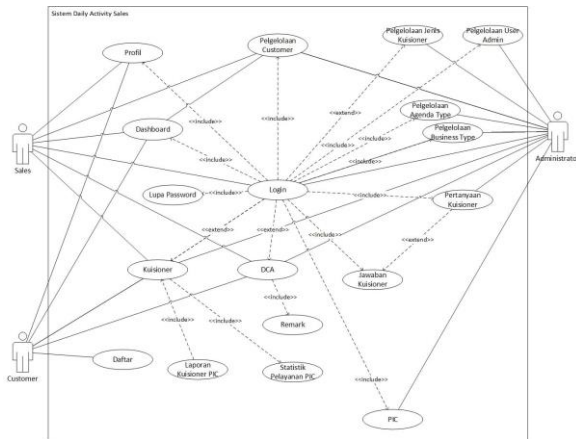 Sistem Daily Activity Sales
Profil
Pelgelolaan
Customer
Pelgelolaan Jenis
Kuisioner
Pelgelolaan User
Admin
<<include>>
<<include>>
<<extend>>
<<include>>
Pelgelolaan
Agenda Type
Dashboard
Pelgelolaan
Business Type
Sales
Administrator
<<include>>
<<include>>
<<include>>
Lupa Password
<<include>>
Login
<<include>>
Pertanyaan
Kuisioner
<<extend>>
<<extend>>
<<include>>
<<extend>>
Kuisioner
DCA
Jawaban
Kuisioner
<<include>>
<<include>>
<<include>>
Remark
Customer
Daftar
Laporan
Kuisioner PIC
Statistik
Pelayanan PIC
<<include>>
PIC